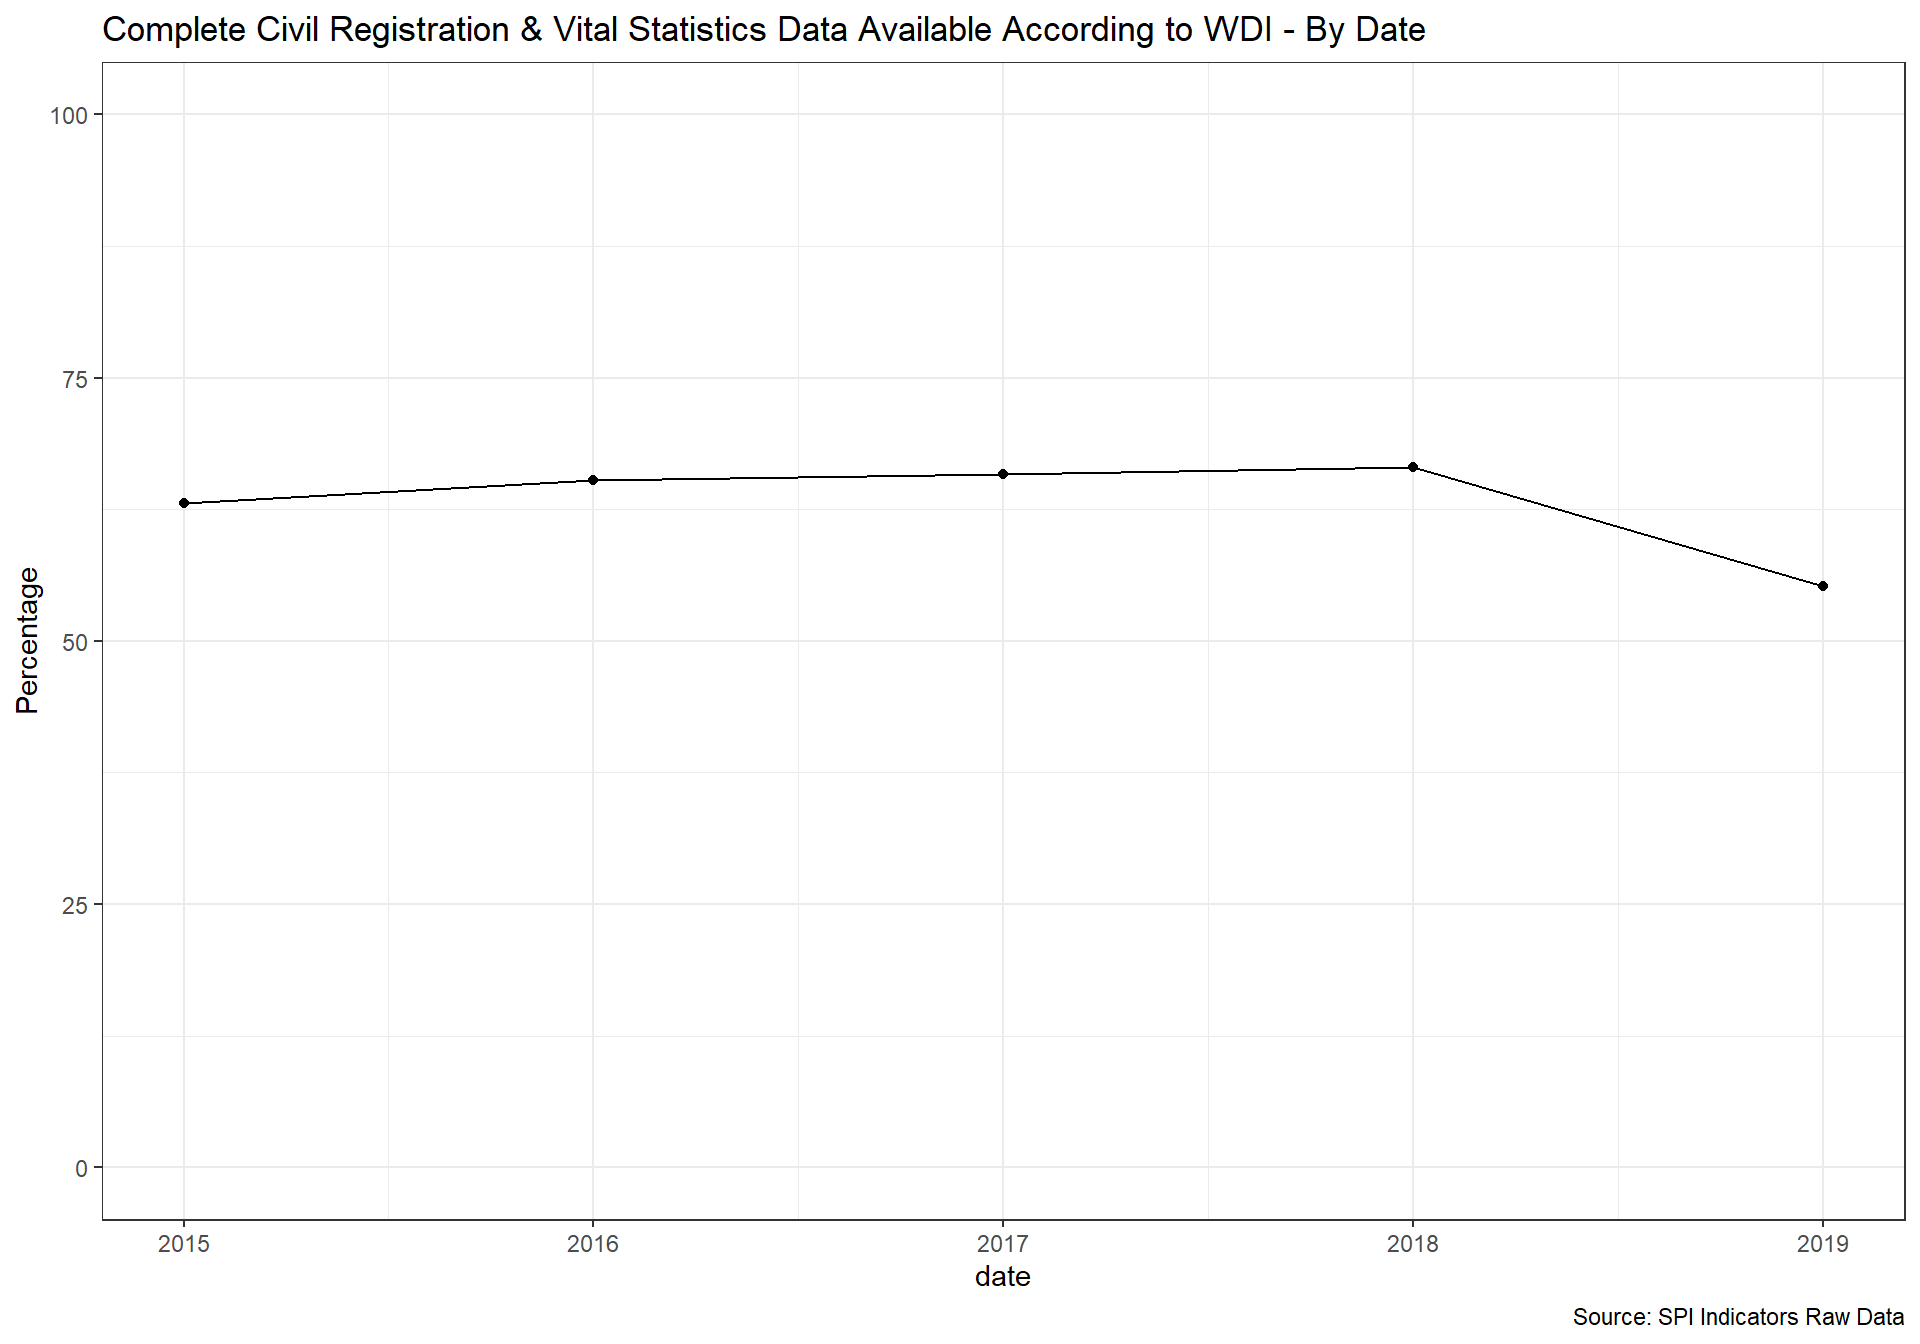 Complete Civil Registration & Vital Statistics Data Available According to WDI - By Date
100
75
50
25
0
Percentage
2015 2016 2017 2018 2019
date
Source: SPI Indicators Raw Data